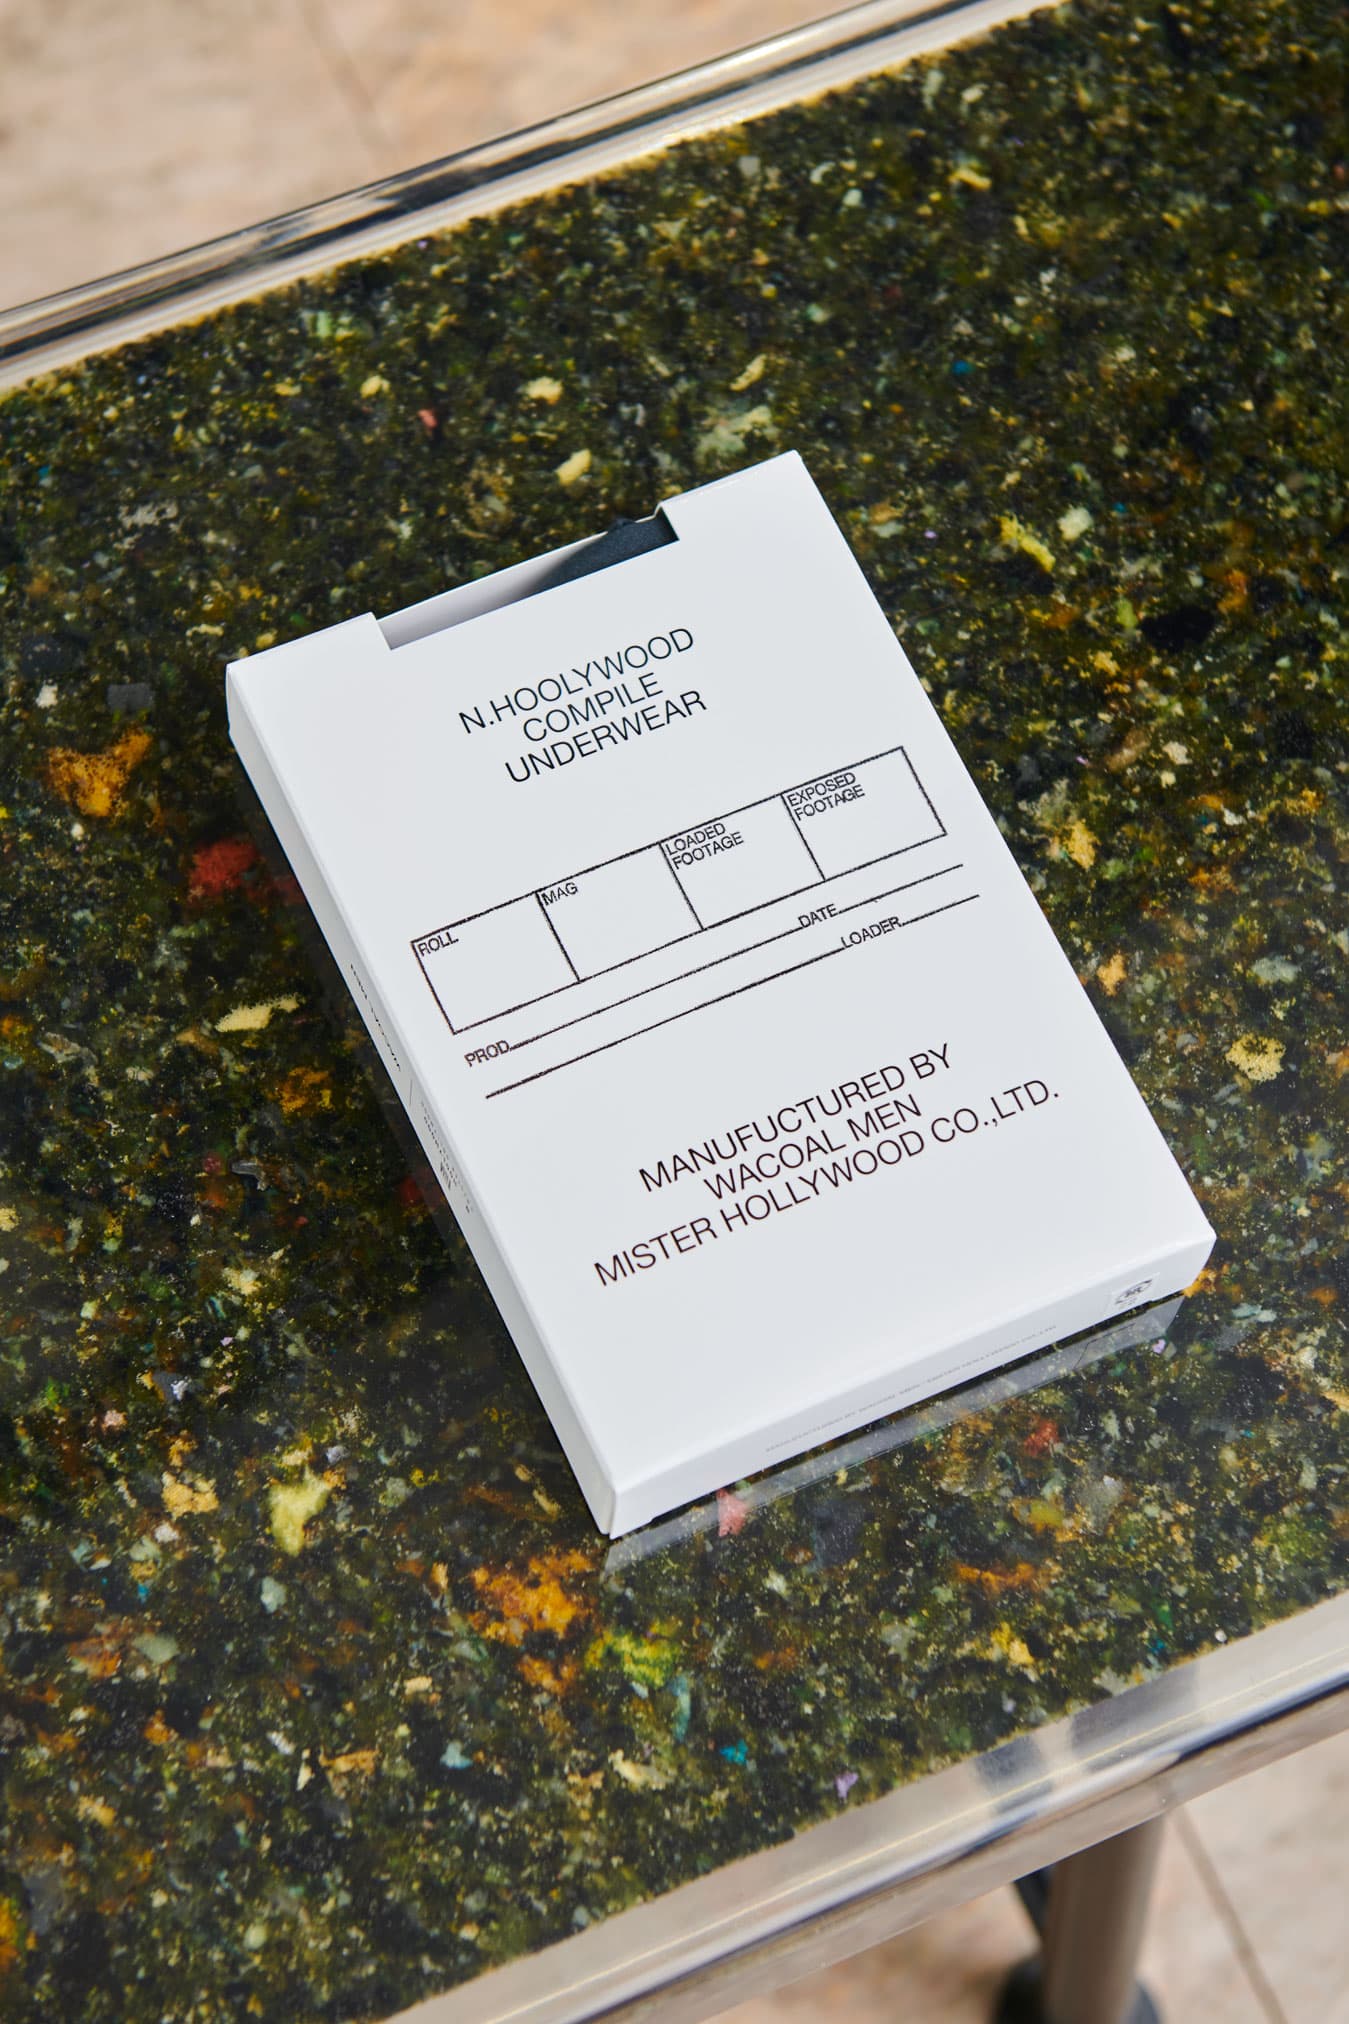 N.HOOLYWOOD
COMPILE
UNDERWEAR
ROLL
MAG
LOADED
FOOTAGE
EXPOSED
FOOTAGE
PROD.
DATE
LOADER
MANUFUCTURED BY
WACOAL MEN
MISTER HOLLYWOOD CO.,LTD.